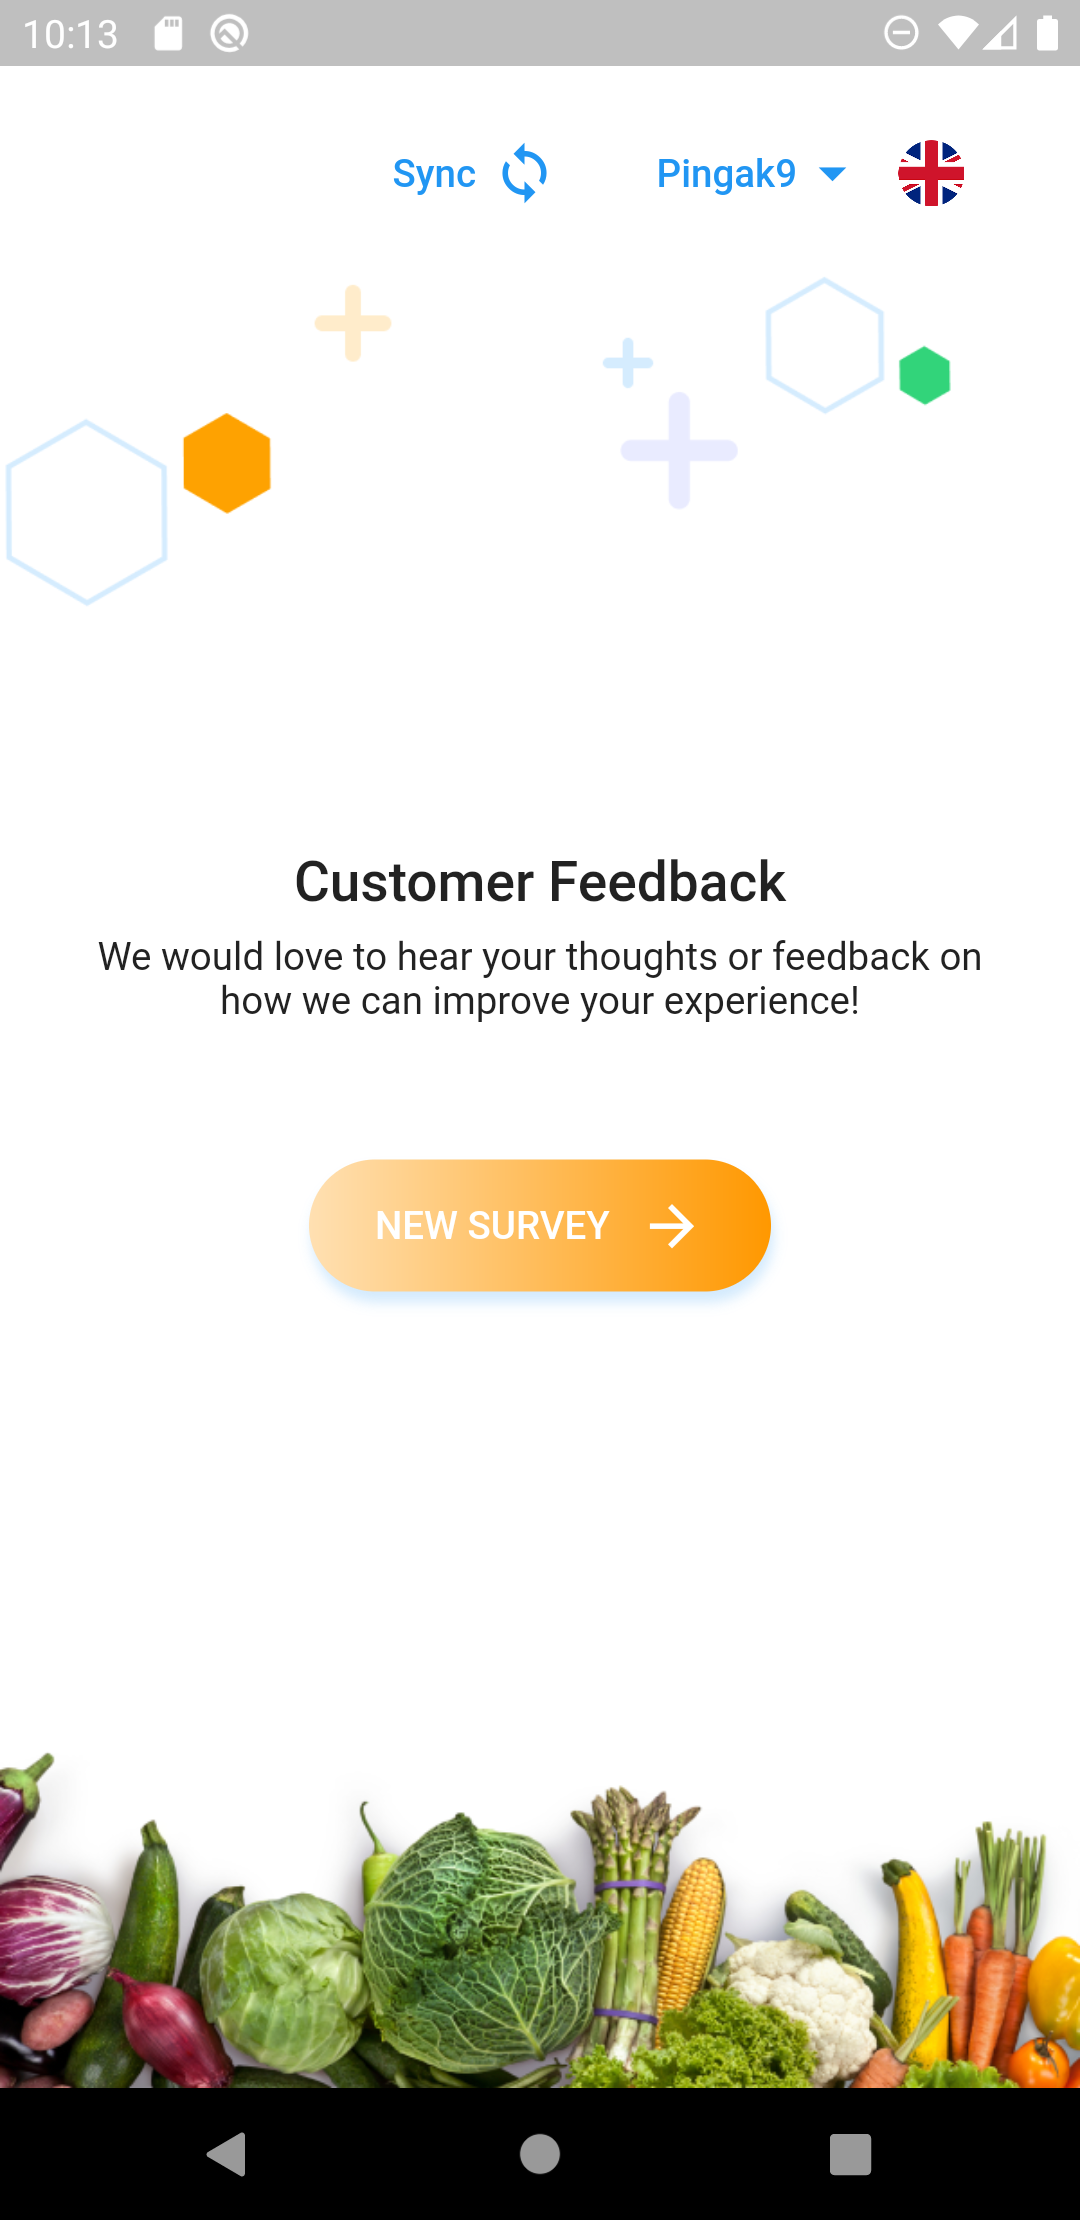 10:13
Sync
Pingak9
Customer Feedback
We would love to hear your thoughts or feedback on
how we can improve your experience!
NEW SURVEY